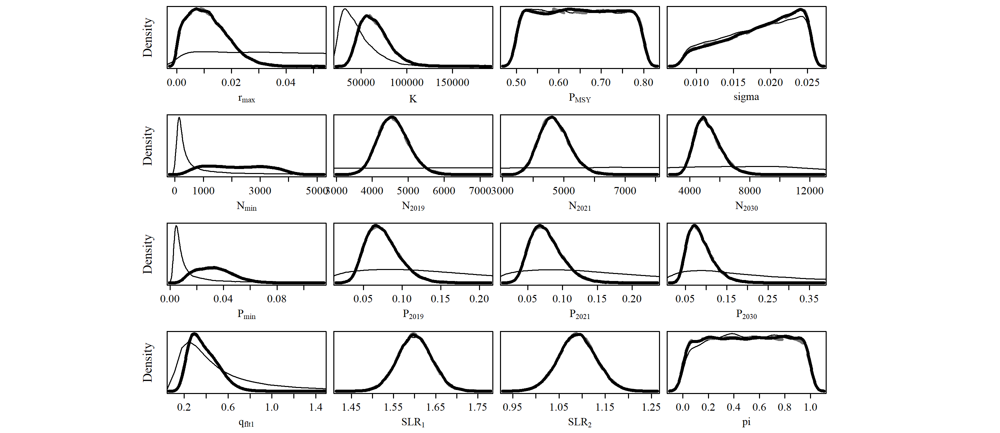 Density
0.00 0.02 0.04
r_max
50000 100000 150000
K
0.50 0.60 0.70 0.80
P_MSY
0.010 0.015 0.020 0.025
sigma
Density
0 1000 3000 5000
N_min
3000 4000 5000 6000 7000
N_2019
3000 5000 7000
N_2021
4000 8000 12000
N_2030
Density
0.00 0.04 0.08
P_min
0.05 0.10 0.15 0.20
P_2019
0.05 0.10 0.15 0.20
P_2021
0.05 0.15 0.25 0.35
P_2030
Density
0.2 0.6 1.0 1.4
q_flt1
1.45 1.55 1.65 1.75
SLR_1
0.95 1.05 1.15 1.25
SLR_2
0.0 0.2 0.4 0.6 0.8 1.0
pi